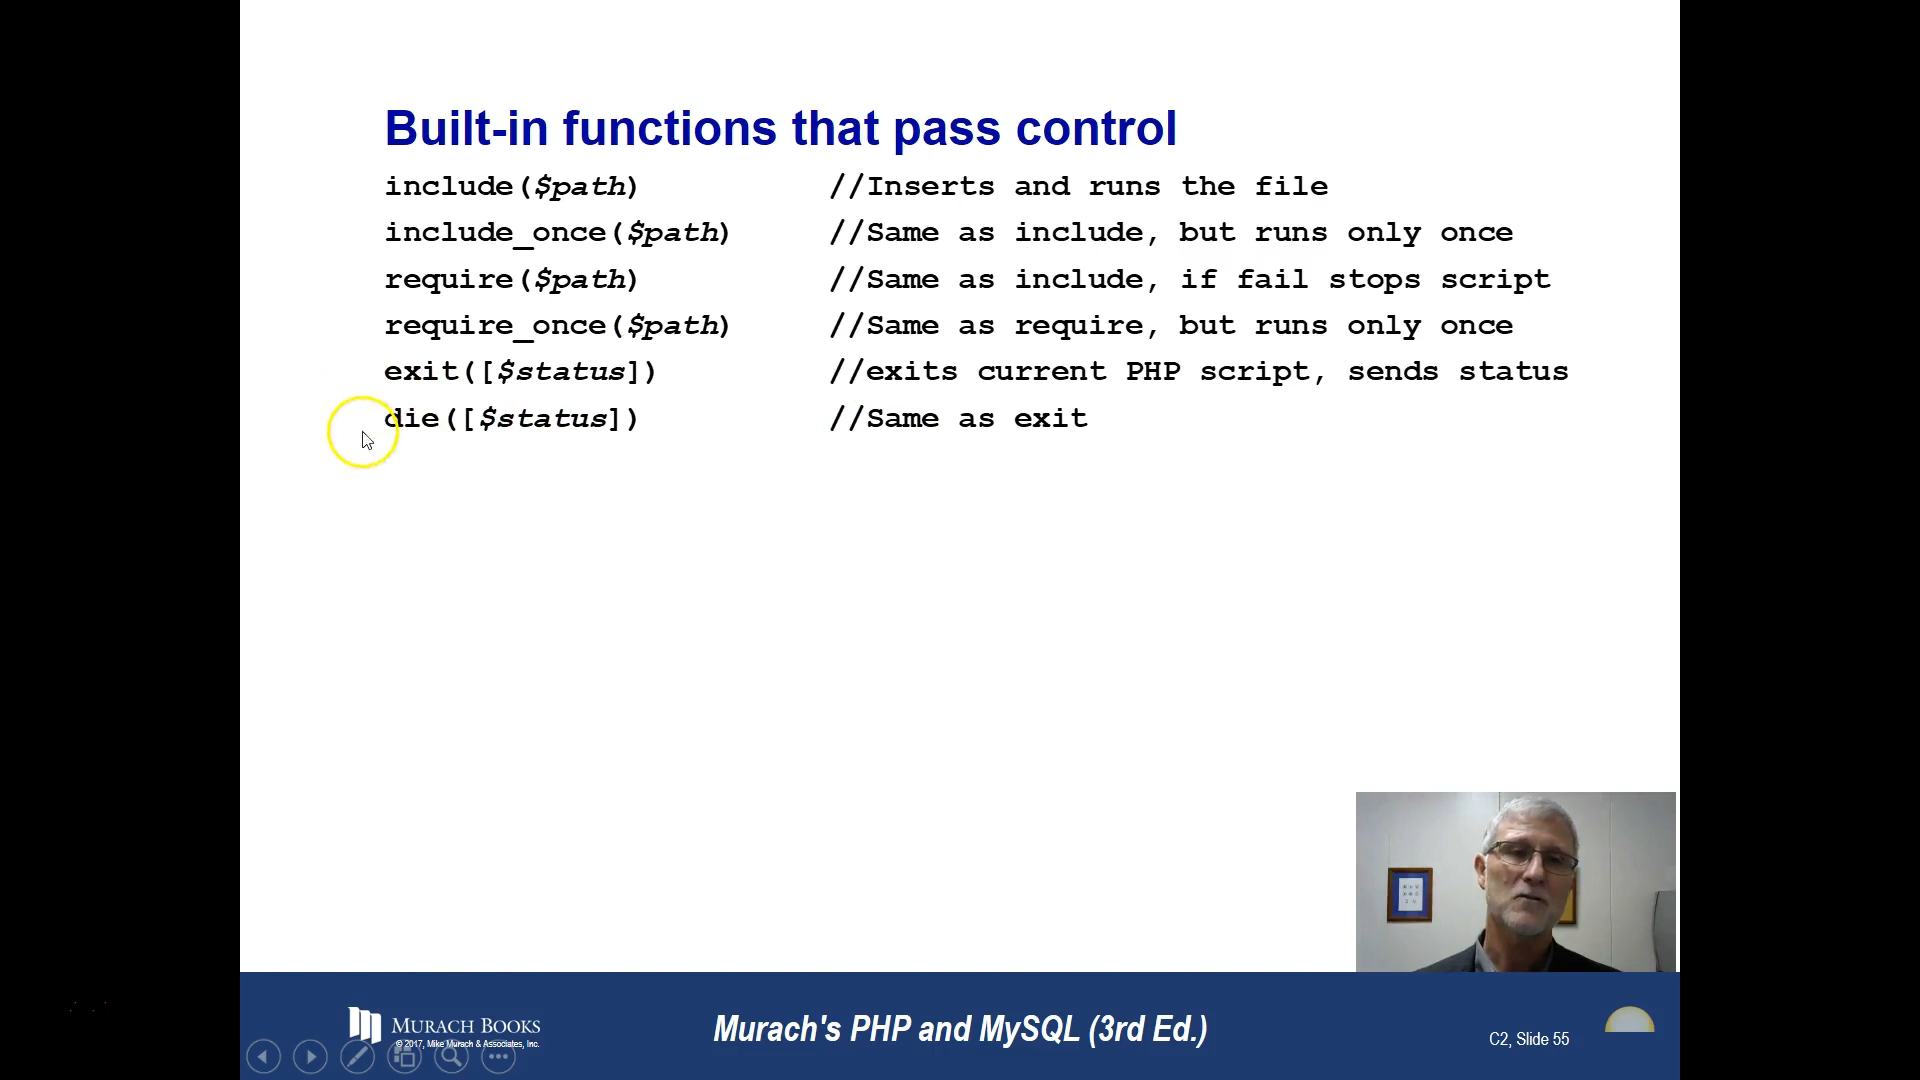 Built-in functions that pass control
include($path) //Inserts and runs the file
include_once($path) //Same as include, but runs only once
require($path) //Same as include, if fail stops script
require_once($path) //Same as require, but runs only once
exit([$status]) //exits current PHP script, sends status
die([$status]) //Same as exit
MURACH BOOKS
© 2017, Mike Murach & Associates, Inc.
Murach's PHP and MySQL (3rd Ed.)
C2, Slide 55